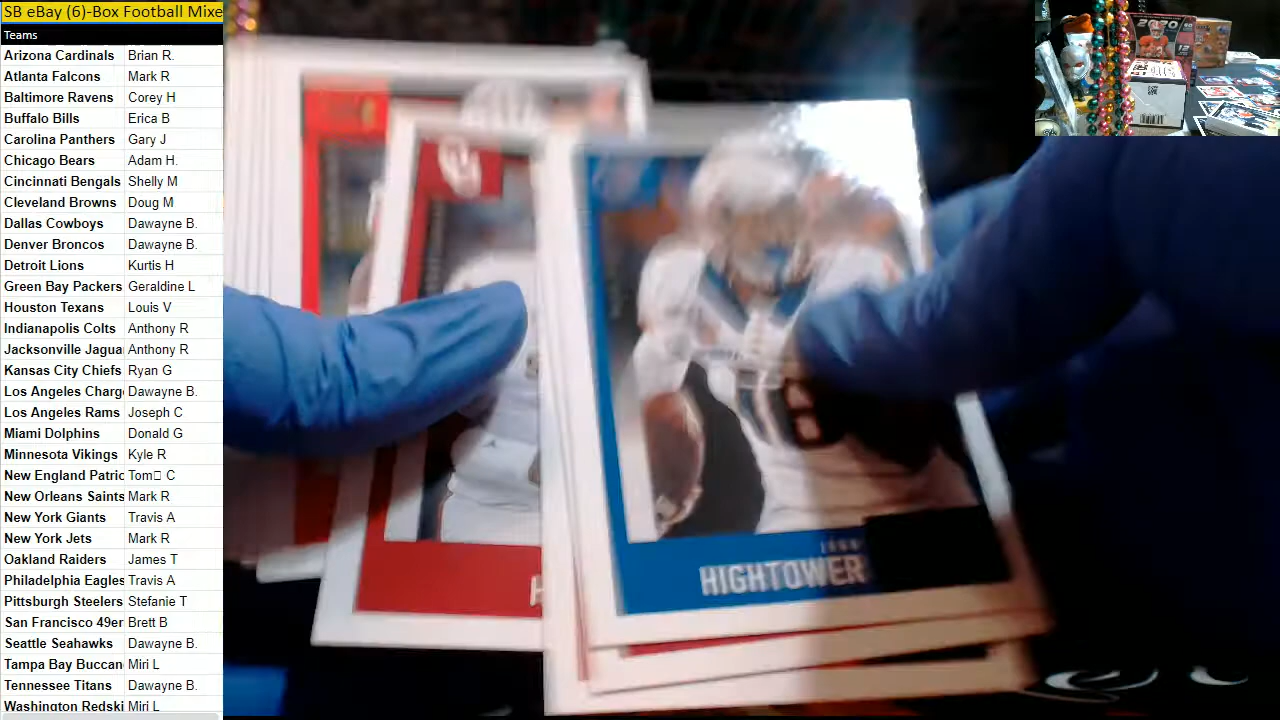 SB eBay (6)-Box Football Mixe
Teams
Arizona Cardinals Brian R.
Atlanta Falcons Mark R
Baltimore Ravens Corey H
Buffalo Bills Erica B
Carolina Panthers Gary J
Chicago Bears Adam H.
Cincinnati Bengals Shelly M
Cleveland Browns Doug M
Dallas Cowboys Dawayne B.
Denver Broncos Dawayne B.
Detroit Lions Kurtis H
Green Bay Packers Geraldine L
Houston Texans Louis V
Indianapolis Colts Anthony R
Jacksonville Jagua Anthony R
Kansas City Chiefs Ryan G
Los Angeles Charg Dawayne B.
Los Angeles Rams Joseph C
Miami Dolphins Donald G
Minnesota Vikings Kyle R
New England Patric Tom□ C
New Orleans Saints Mark R
New York Giants Travis A
New York Jets Mark R
Oakland Raiders James T
Philadelphia Eagles Travis A
Pittsburgh Steelers Stefanie T
San Francisco 49er Brett B
Seattle Seahawks Dawayne B.
Tampa Bay Buccan Miri L
Tennessee Titans Dawayne B.
Washington Redski Miri L
HIGHTOWER
2020